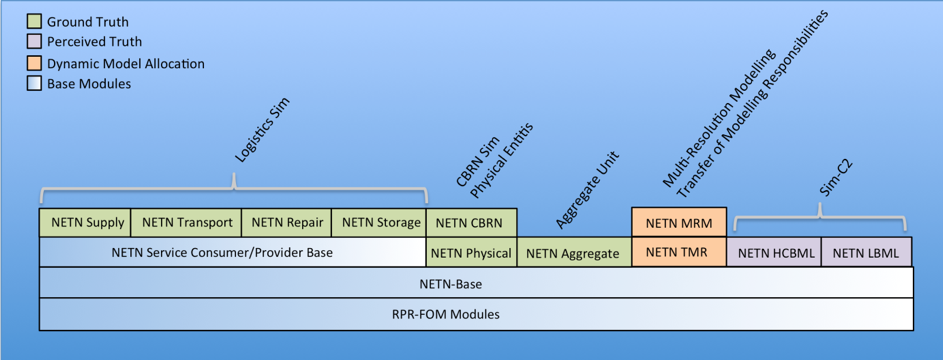 Ground Truth
Perceived Truth
Dynamic Model Allocation
Base Modules
Logistics Sim
CBRN Sim
Physical Entitis
Aggregate Unit
Multi-Resolution Modelling
Transfer of Modelling Responsibilities
Sim-C2
NETN Supply
NETN Transport
NETN Repair
NETN Storage
NETN CBRN
NETN MRM
NETN Service Consumer/Provider Base
NETN Physical
NETN Aggregate
NETN TMR
NETN HCBML
NETN LBML
NETN-Base
RPR-FOM Modules